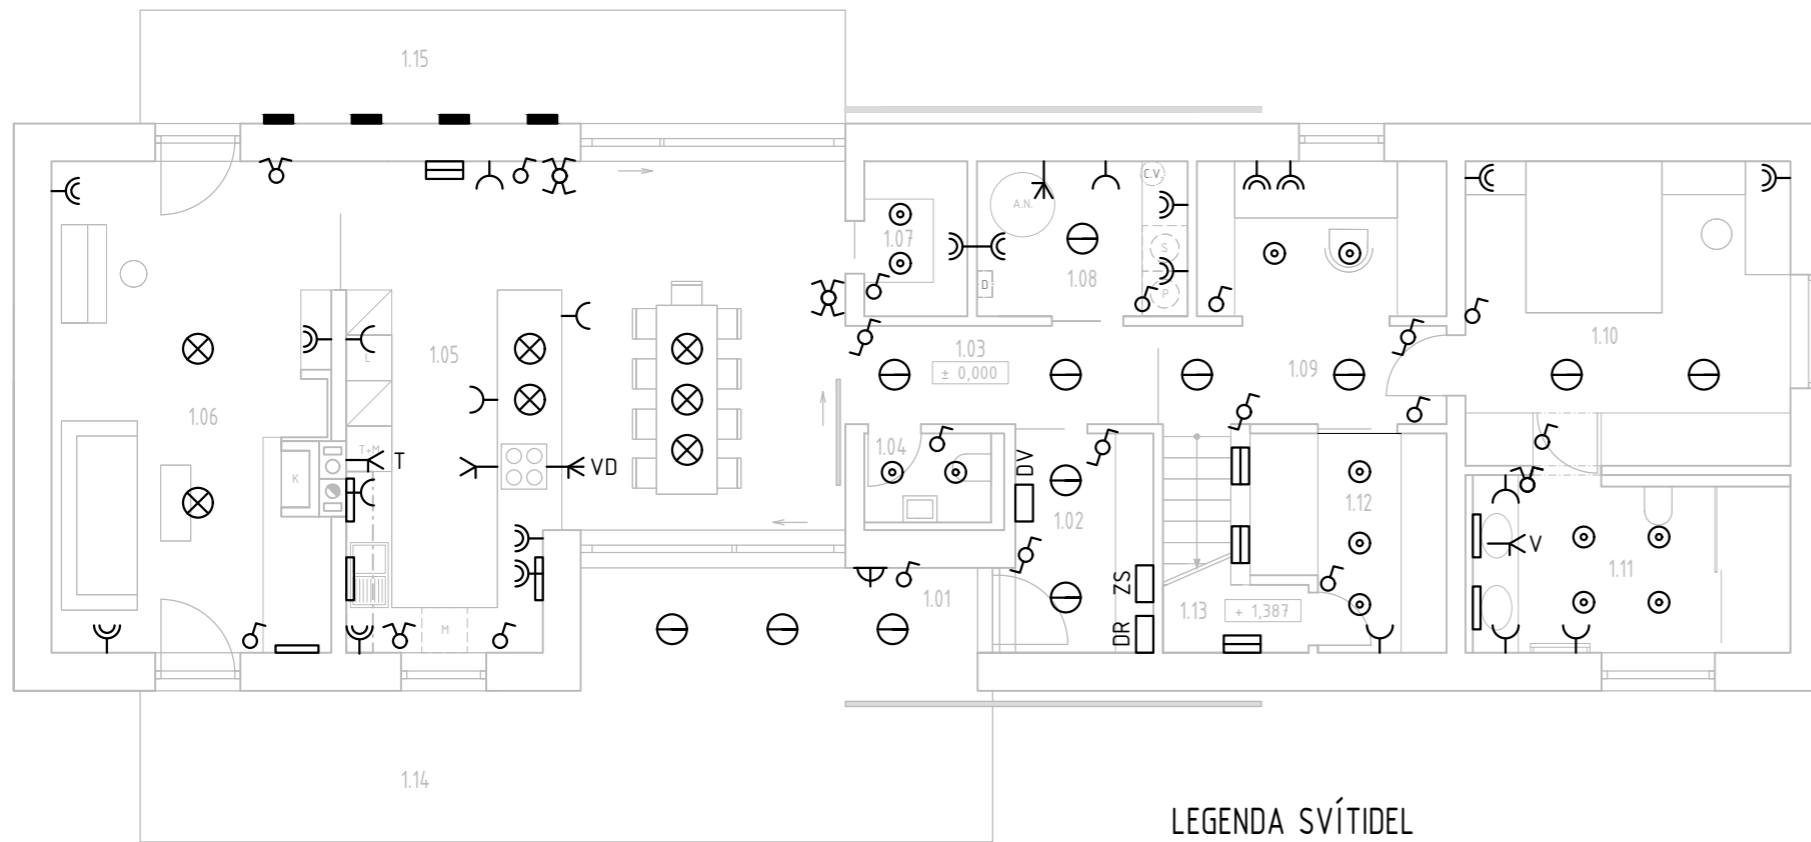 1.15
C.V.
A.N.
1.07
1.08
S
D
P
1.10
1.05
L
1.03
± 0,000
1.09
1.06
T+M
T
K
VD
1.04
DV
1.02
1.12
V
1.11
ZS
1.01
1.13
+ 1,387
DR
M
1.14
LEGENDA SVÍTIDEL